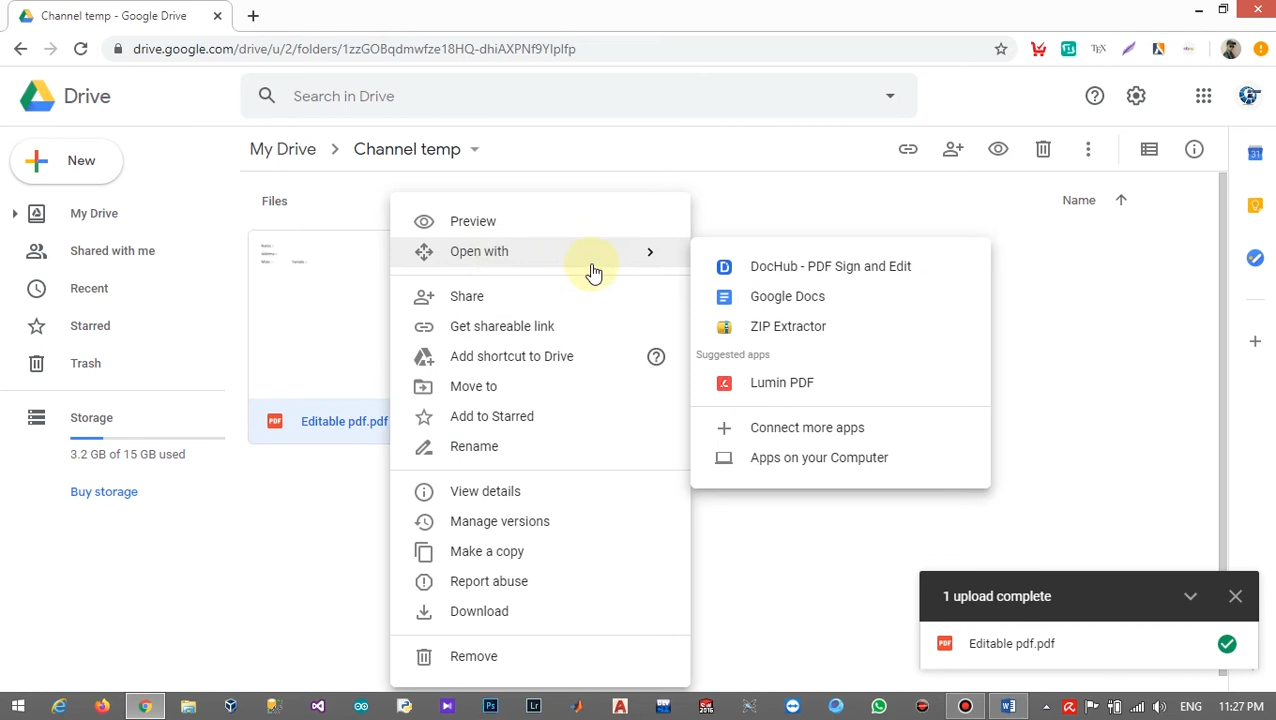 Channel temp - Google Drive
drive.google.com/drive/u/2/folders/1zzGOBqdmwfze18HQ-dhiAXPNf9YIpIfp
Drive
Search in Drive
New
My Drive > Channel temp
My Drive
Shared with me
Recent
Starred
Trash
Storage
3.2 GB of 15 GB used
Buy storage
Files
Name
Editable pdf.pdf
Preview
Open with
Share
Get shareable link
Add shortcut to Drive
Move to
Add to Starred
Rename
View details
Manage versions
Make a copy
Report abuse
Download
Remove
DocHub - PDF Sign and Edit
Google Docs
ZIP Extractor
Suggested apps
Lumin PDF
Connect more apps
Apps on your Computer
1 upload complete
PDF Editable pdf.pdf
ENG 11:27 PM